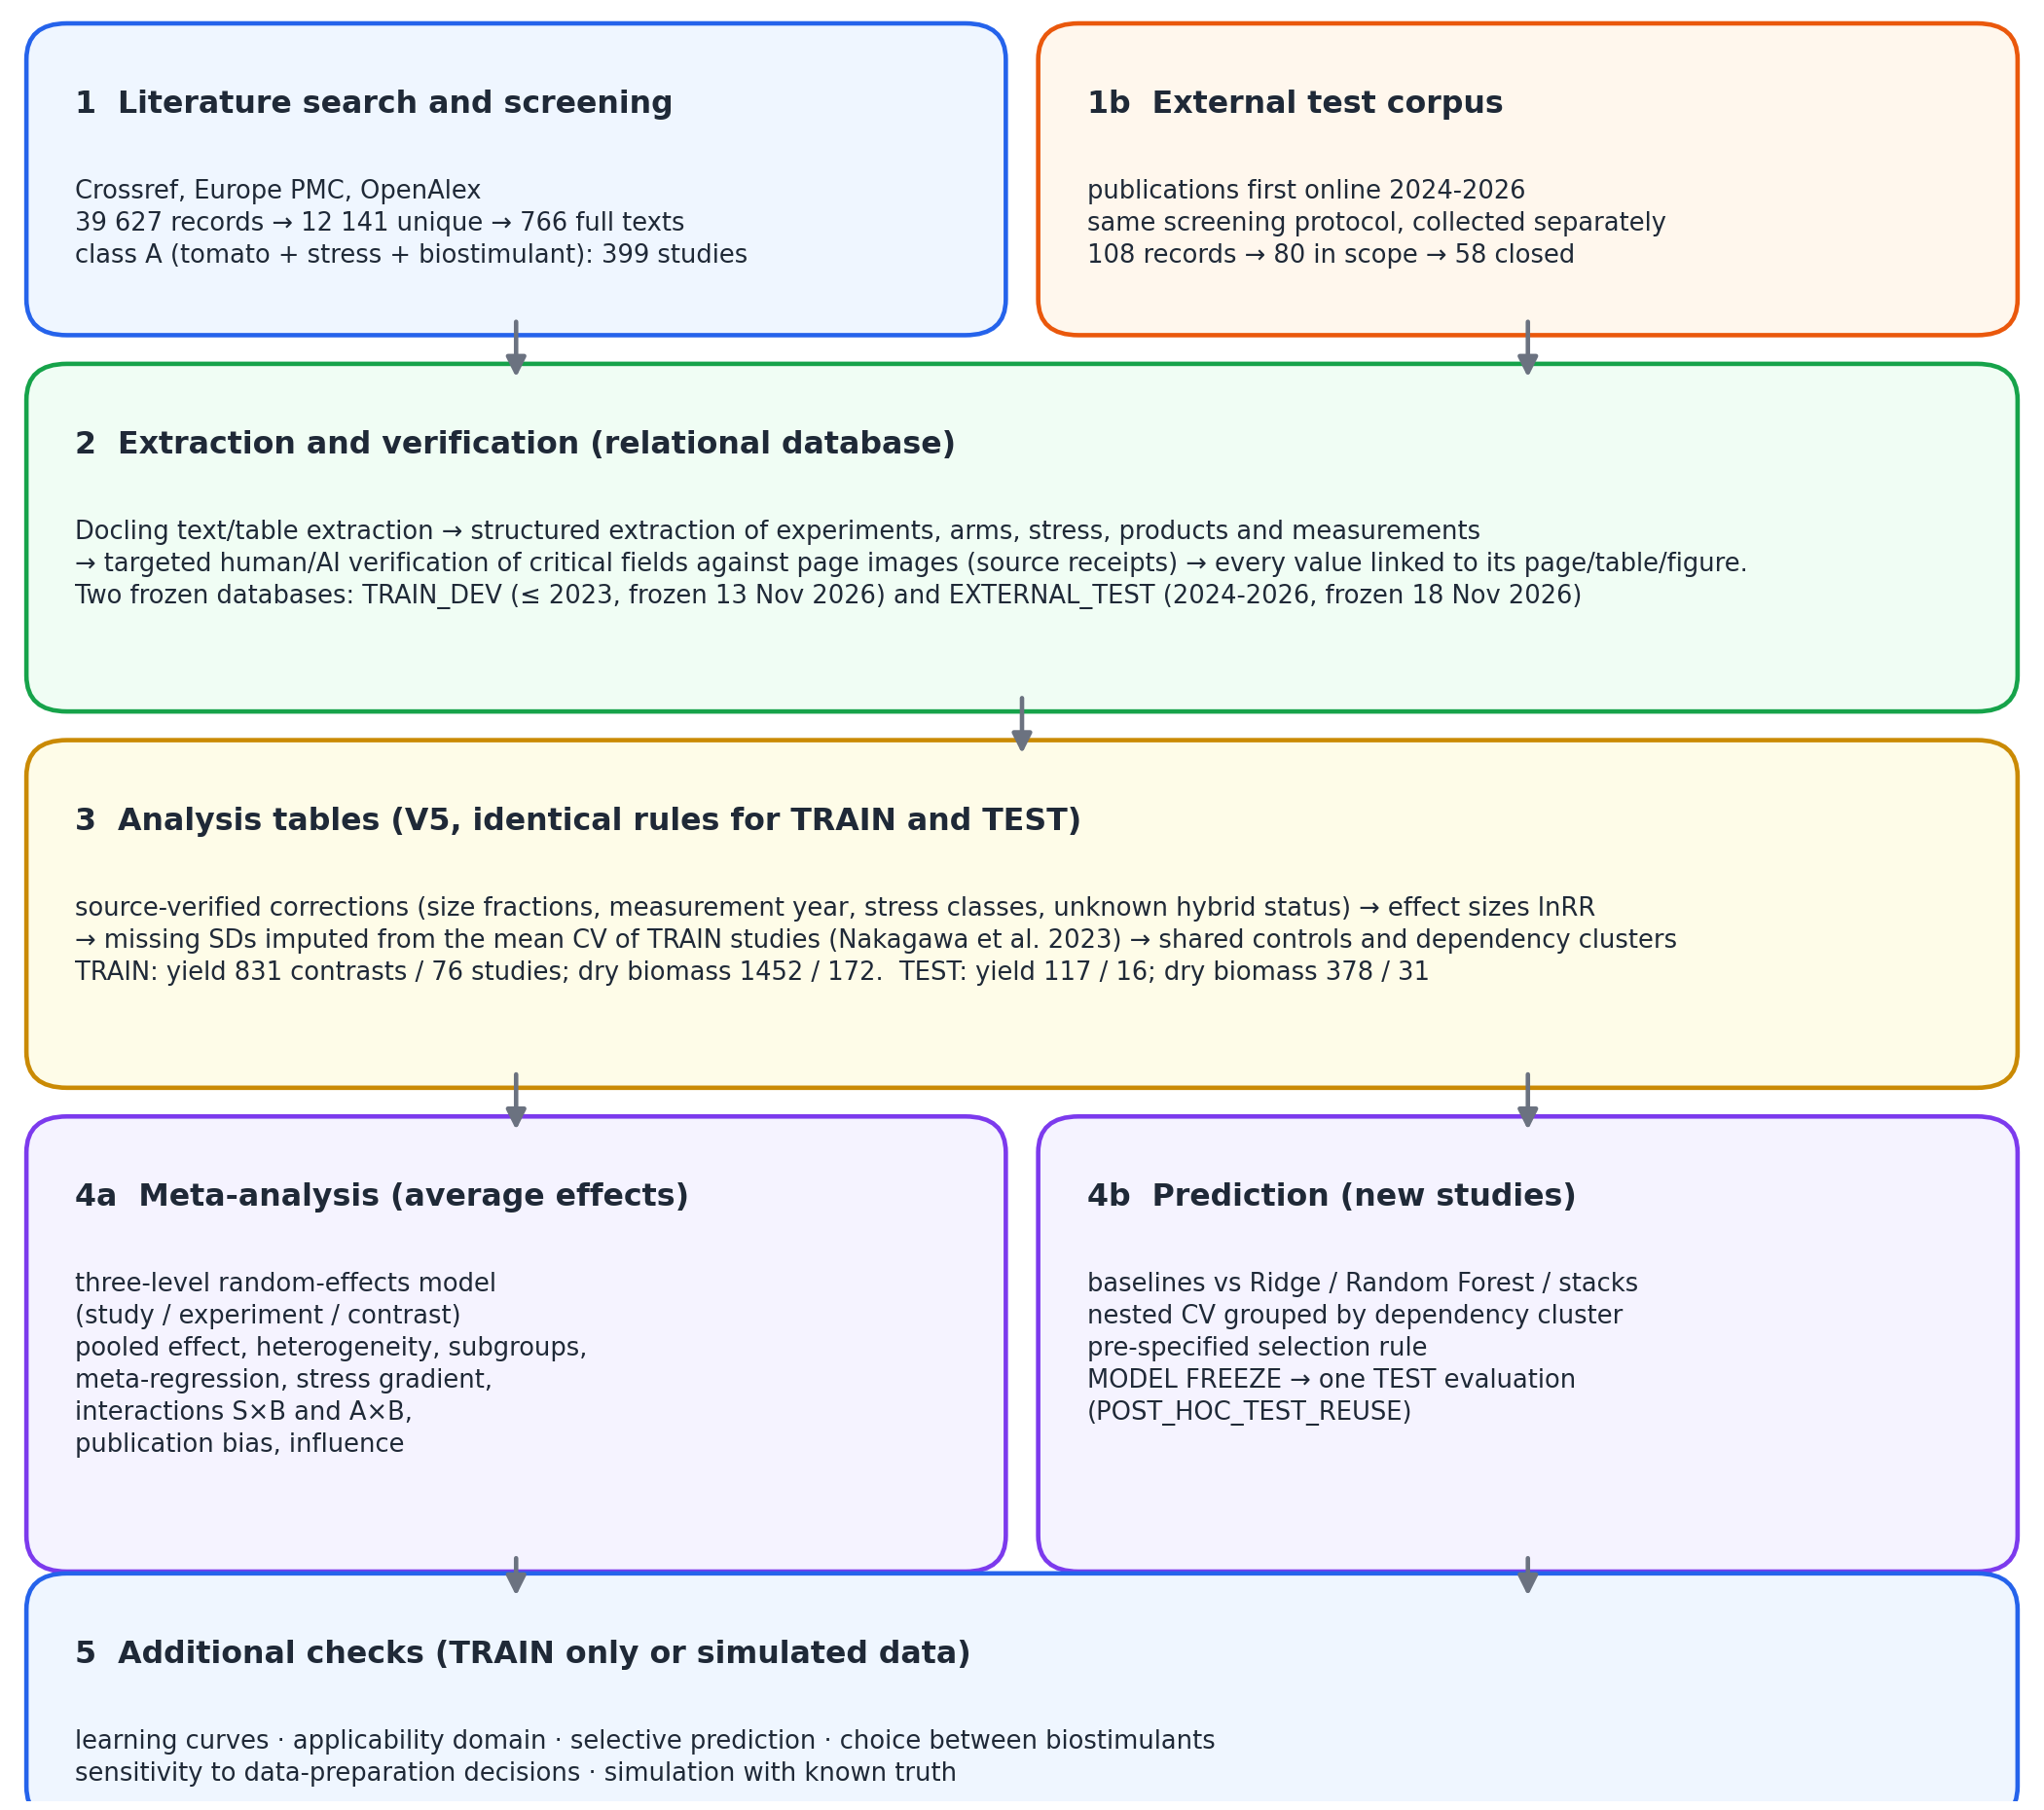 1  Literature search and screening
Crossref, Europe PMC, OpenAlex
39 627 records → 12 141 unique → 766 full texts
class A (tomato + stress + biostimulant): 399 studies
1b  External test corpus
publications first online 2024-2026
same screening protocol, collected separately
108 records → 80 in scope → 58 closed
2  Extraction and verification (relational database)
Docling text/table extraction → structured extraction of experiments, arms, stress, products and measurements
→ targeted human/AI verification of critical fields against page images (source receipts) → every value linked to its page/table/figure.
Two frozen databases: TRAIN_DEV (≤ 2023, frozen 13 Nov 2026) and EXTERNAL_TEST (2024-2026, frozen 18 Nov 2026)
3  Analysis tables (V5, identical rules for TRAIN and TEST)
source-verified corrections (size fractions, measurement year, stress classes, unknown hybrid status) → effect sizes lnRR
→ missing SDs imputed from the mean CV of TRAIN studies (Nakagawa et al. 2023) → shared controls and dependency clusters
TRAIN: yield 831 contrasts / 76 studies; dry biomass 1452 / 172.  TEST: yield 117 / 16; dry biomass 378 / 31
4a  Meta-analysis (average effects)
three-level random-effects model
(study / experiment / contrast)
pooled effect, heterogeneity, subgroups,
meta-regression, stress gradient,
interactions S×B and A×B,
publication bias, influence
4b  Prediction (new studies)
baselines vs Ridge / Random Forest / stacks
nested CV grouped by dependency cluster
pre-specified selection rule
MODEL FREEZE → one TEST evaluation
(POST_HOC_TEST_REUSE)
5  Additional checks (TRAIN only or simulated data)
learning curves · applicability domain · selective prediction · choice between biostimulants
sensitivity to data-preparation decisions · simulation with known truth